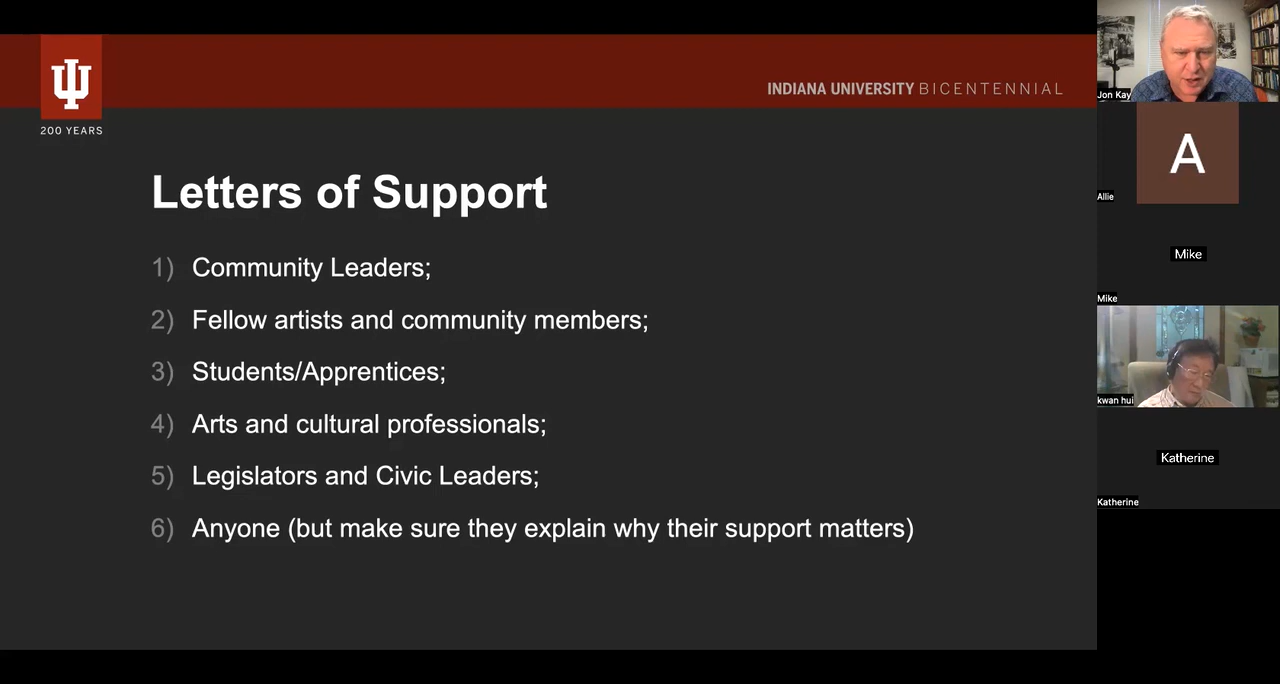 INDIANA UNIVERSITY BICENTENNIAL
200 YEARS
Letters of Support
1) Community Leaders;
2) Fellow artists and community members;
3) Students/Apprentices;
4) Arts and cultural professionals;
5) Legislators and Civic Leaders;
6) Anyone (but make sure they explain why their support matters)
Jon Kay
A
Allie
Mike
Mike
kwan hui
Katherine
Katherine